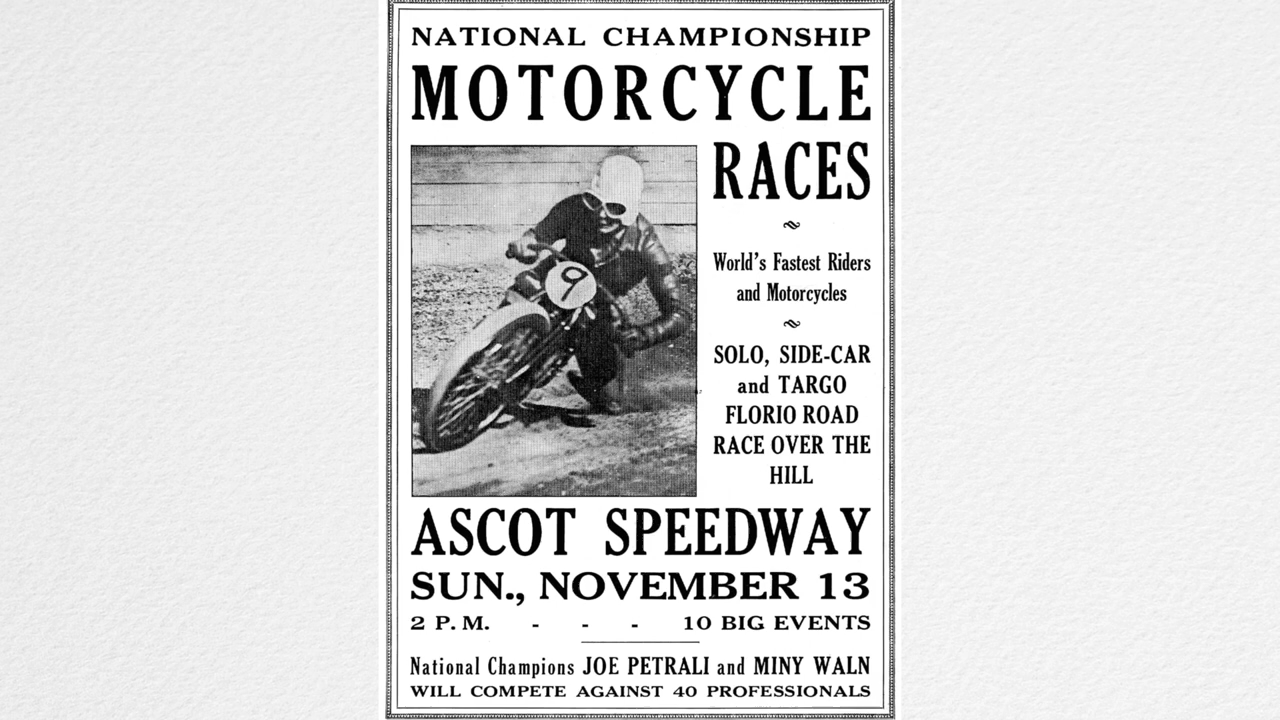 NATIONAL CHAMPIONSHIP
MOTORCYCLE
RACES
9
World's Fastest Riders
and Motorcycles
SOLO, SIDE-CAR
and TARGO
FLORIO ROAD
RACE OVER THE
HILL
ASCOT SPEEDWAY
SUN., NOVEMBER 13
2 P. M. - - - 10 BIG EVENTS
National Champions JOE PETRALI and MINY WALN
WILL COMPETE AGAINST 40 PROFESSIONALS